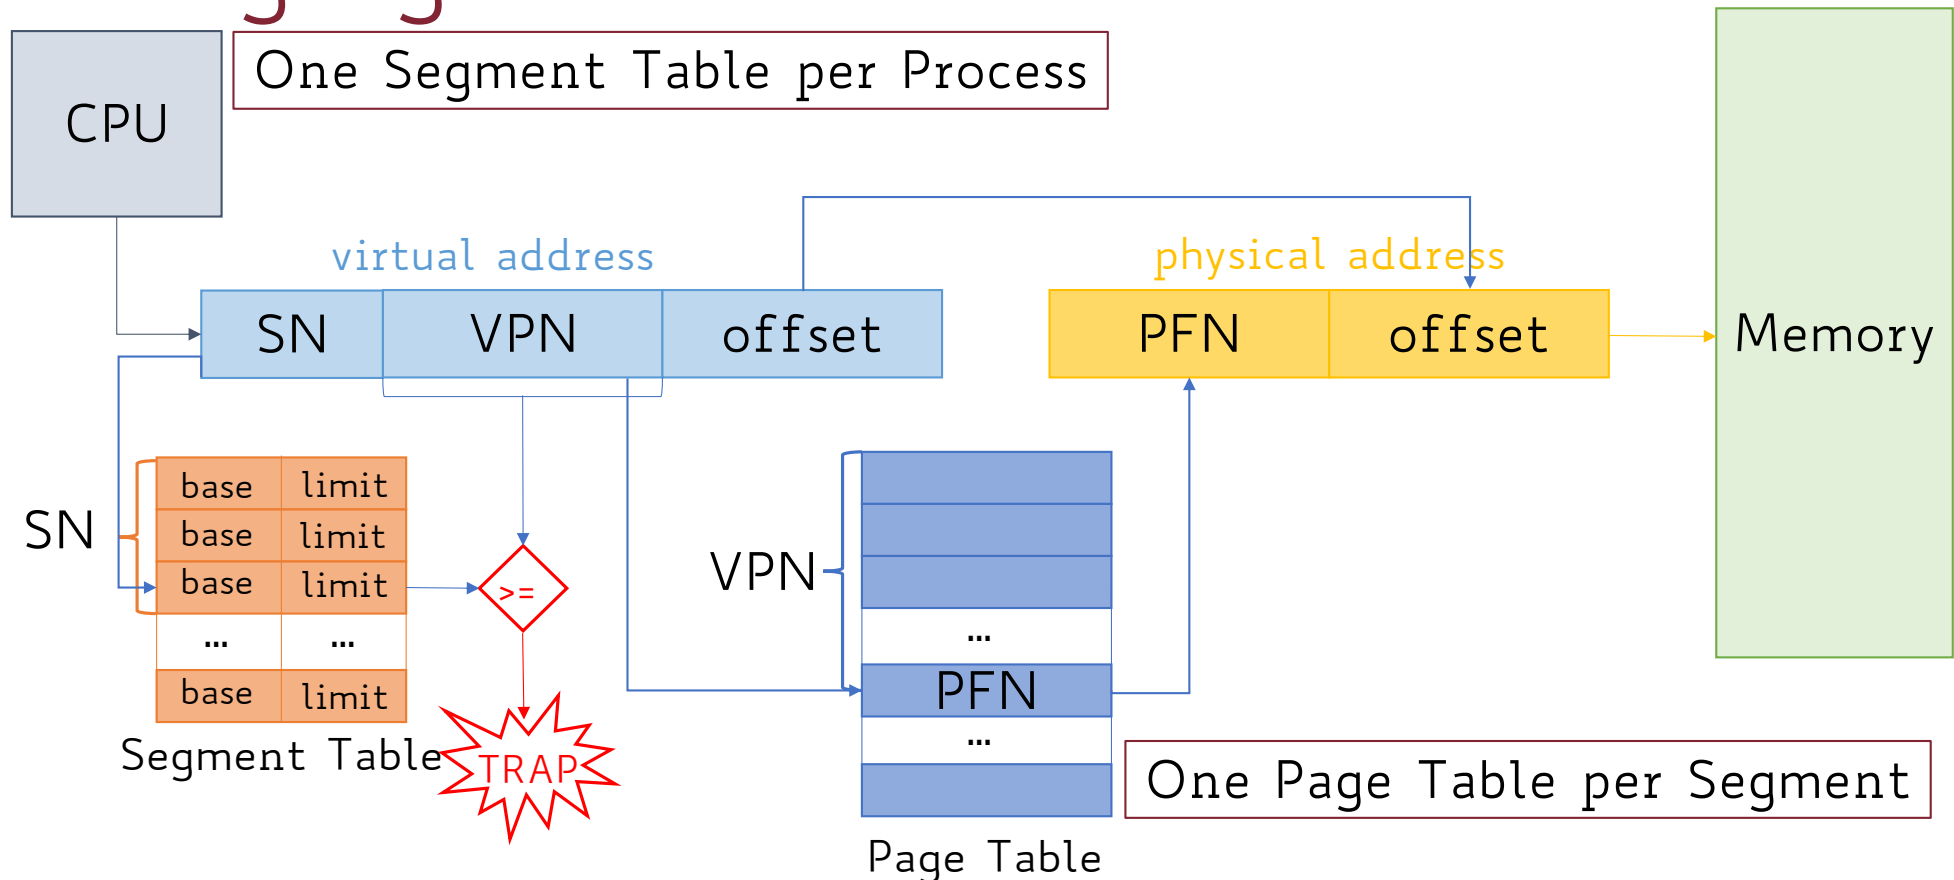 One Segment Table per Process
CPU
virtual address
physical address
SN VPN offset
PFN offset
Memory
SN
base limit
base limit
base limit
... ...
base limit
>=
VPN
...
PFN
...
Segment Table
TRAP
One Page Table per Segment
Page Table